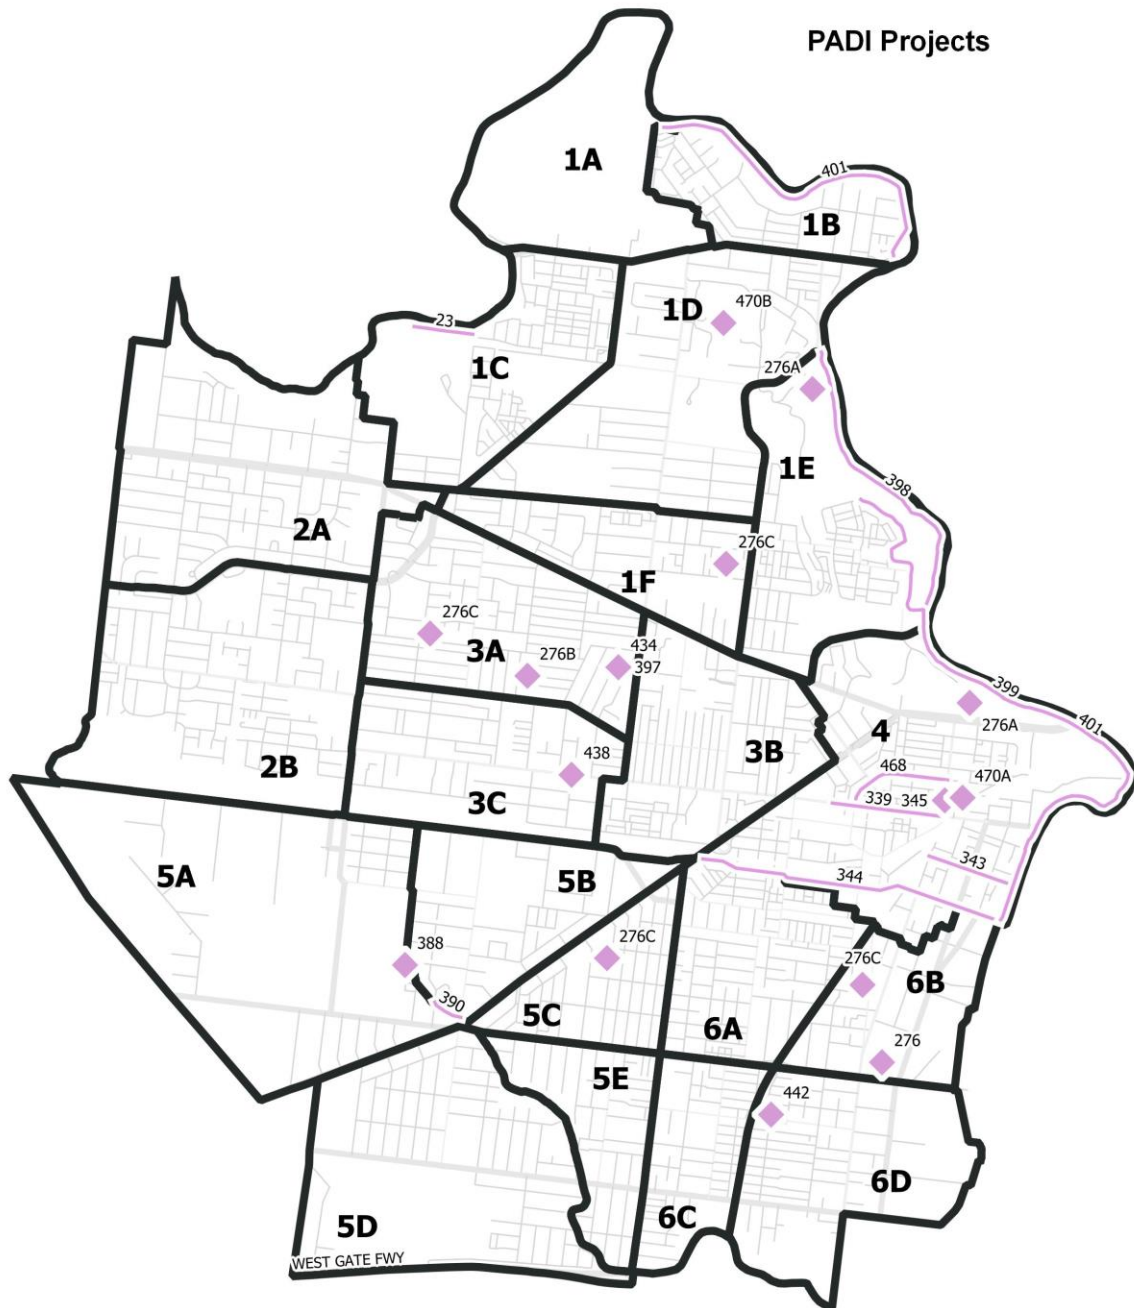 PADI Projects
1A
401
1B
1D
470B
23
1C
276A
1E
398
2A
276C
1F
276C
3A
434
276B
397
399
276A
401
4
3B
2B
438
468
470A
3C
339
345
343
5A
344
5B
388
276C
276C
6B
390
5C
6A
276
5E
442
6D
6C
5D
WEST GATE FWY